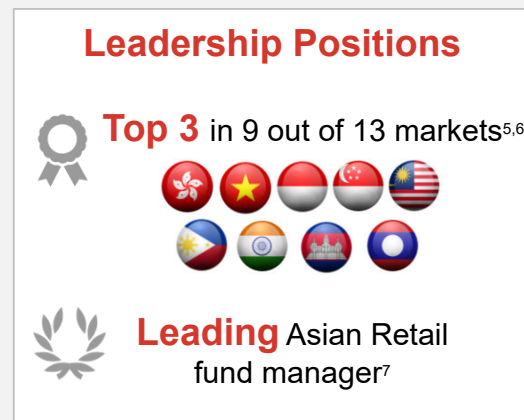 Leadership Positions
Top 3 in 9 out of 13 markets5,6
Leading Asian Retail
fund manager7